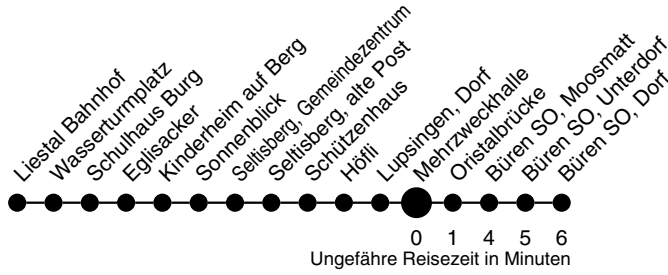 Liestal Bahnhof
Wasserturmplatz
Schulhaus Burg
Eglisacker
Kinderheim auf Berg
Sonnenblick
Seltisberg, Gemeindezentrum
Seltisberg, alte Post
Schützenhaus
Höfli
Lupsingen, Dorf
Mehrzweckhalle
Oristalbrücke
Büren SO, Moosmatt
Büren SO, Unterdorf
Büren SO, Dorf
0 1 4 5 6
Ungefähre Reisezeit in Minuten